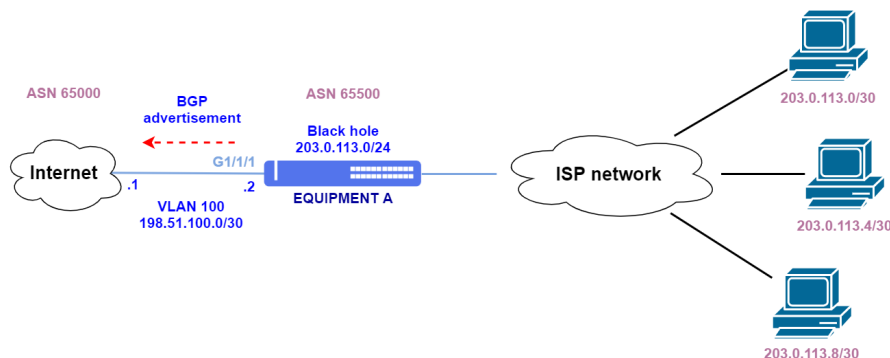 ASN 65000
BGP
advertisement
ASN 65500
Black hole
203.0.113.0/24
G1/1/1
Internet
.1
.2
VLAN 100
198.51.100.0/30
EQUIPMENT A
ISP network
203.0.113.0/30
203.0.113.4/30
203.0.113.8/30